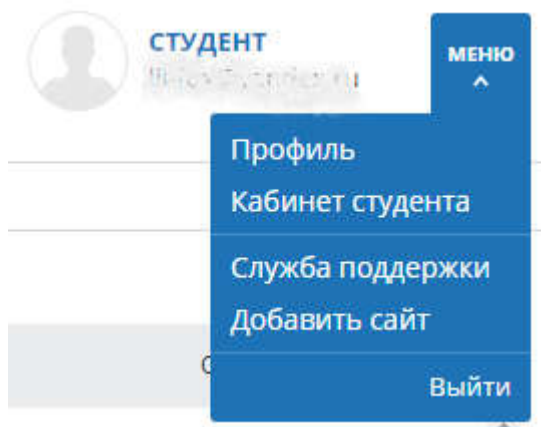 СТУДЕНТ
МЕНЮ
Профиль
Кабинет студента
Служба поддержки
Добавить сайт
Выйти